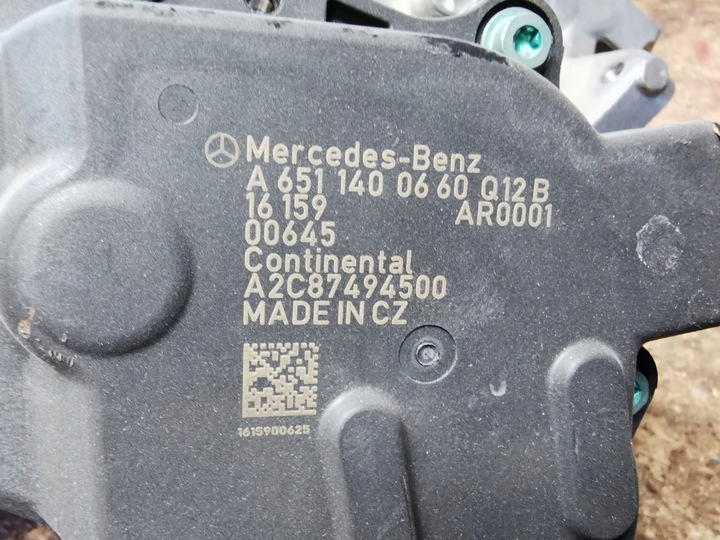 Mercedes-Benz
A 651 140 06 60 Q12 B
16 159 AR0001
00645
Continental
A2C87494500
MADE IN CZ
1615900625